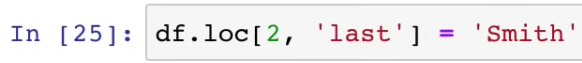 In [25]: df.loc[2, 'last'] = 'Smith'